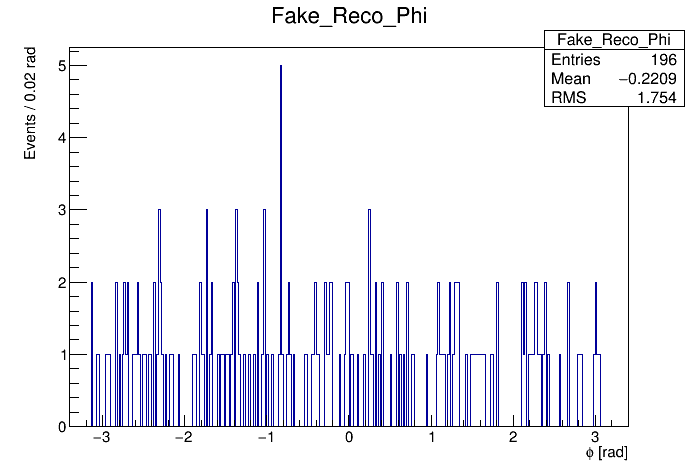 Fake_Reco_Phi
Fake_Reco_Phi
Entries 196
Mean −0.2209
RMS 1.754
Events / 0.02 rad
5
4
3
2
1
0
−3 −2 −1 0 1 2 3
ϕ [rad]